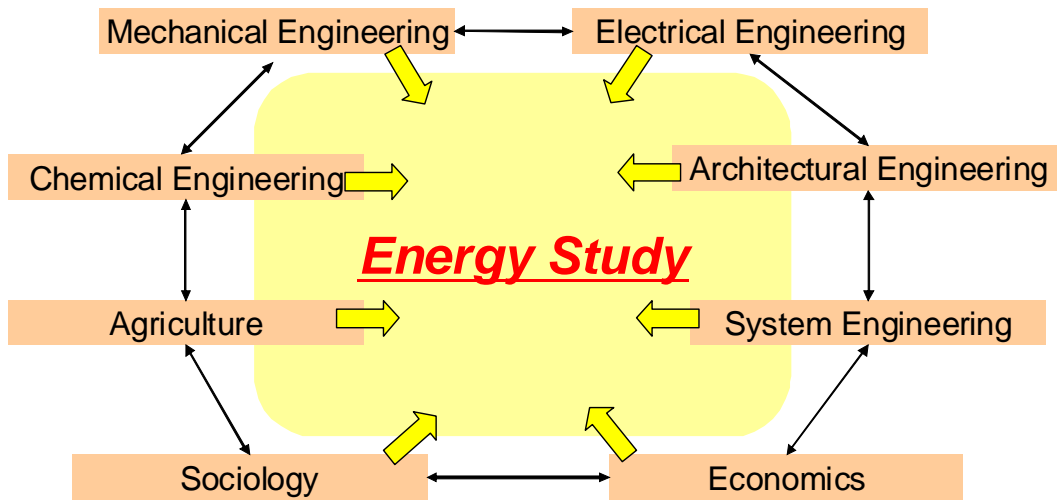 Mechanical Engineering
Electrical Engineering
Chemical Engineering
Architectural Engineering
Energy Study
Agriculture
System Engineering
Sociology
Economics